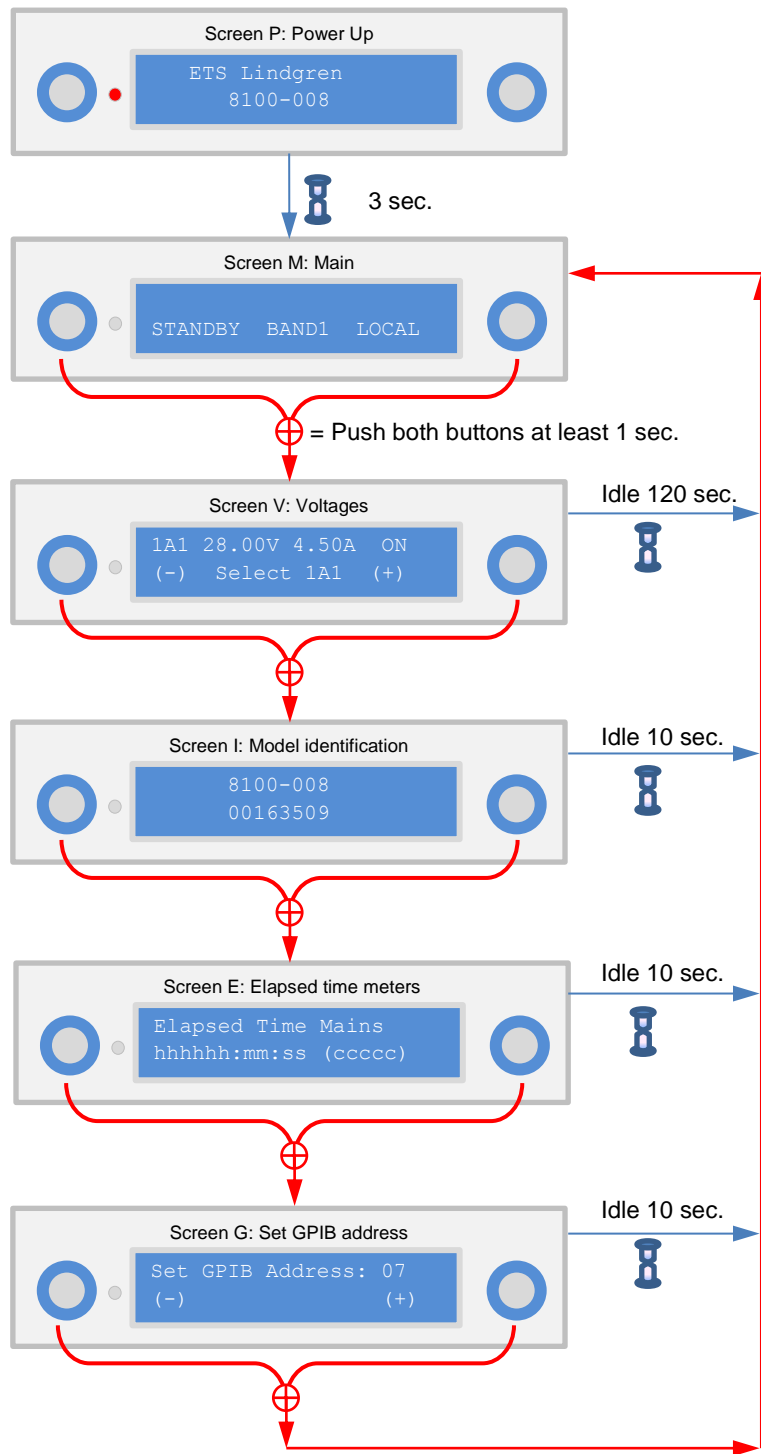 Screen P: Power Up
ETS Lindgren
8100-008
3 sec.
Screen M: Main
STANDBY BAND1 LOCAL
= Push both buttons at least 1 sec.
Screen V: Voltages
Idle 120 sec.
1A1 28.00V 4.50A ON
(-) Select 1A1 (+)
Screen I: Model identification
Idle 10 sec.
8100-008
00163509
Screen E: Elapsed time meters
Idle 10 sec.
Elapsed Time Mains
hhhhhh:mm:ss (ccccc)
Screen G: Set GPIB address
Idle 10 sec.
Set GPIB Address: 07
(-) (+)